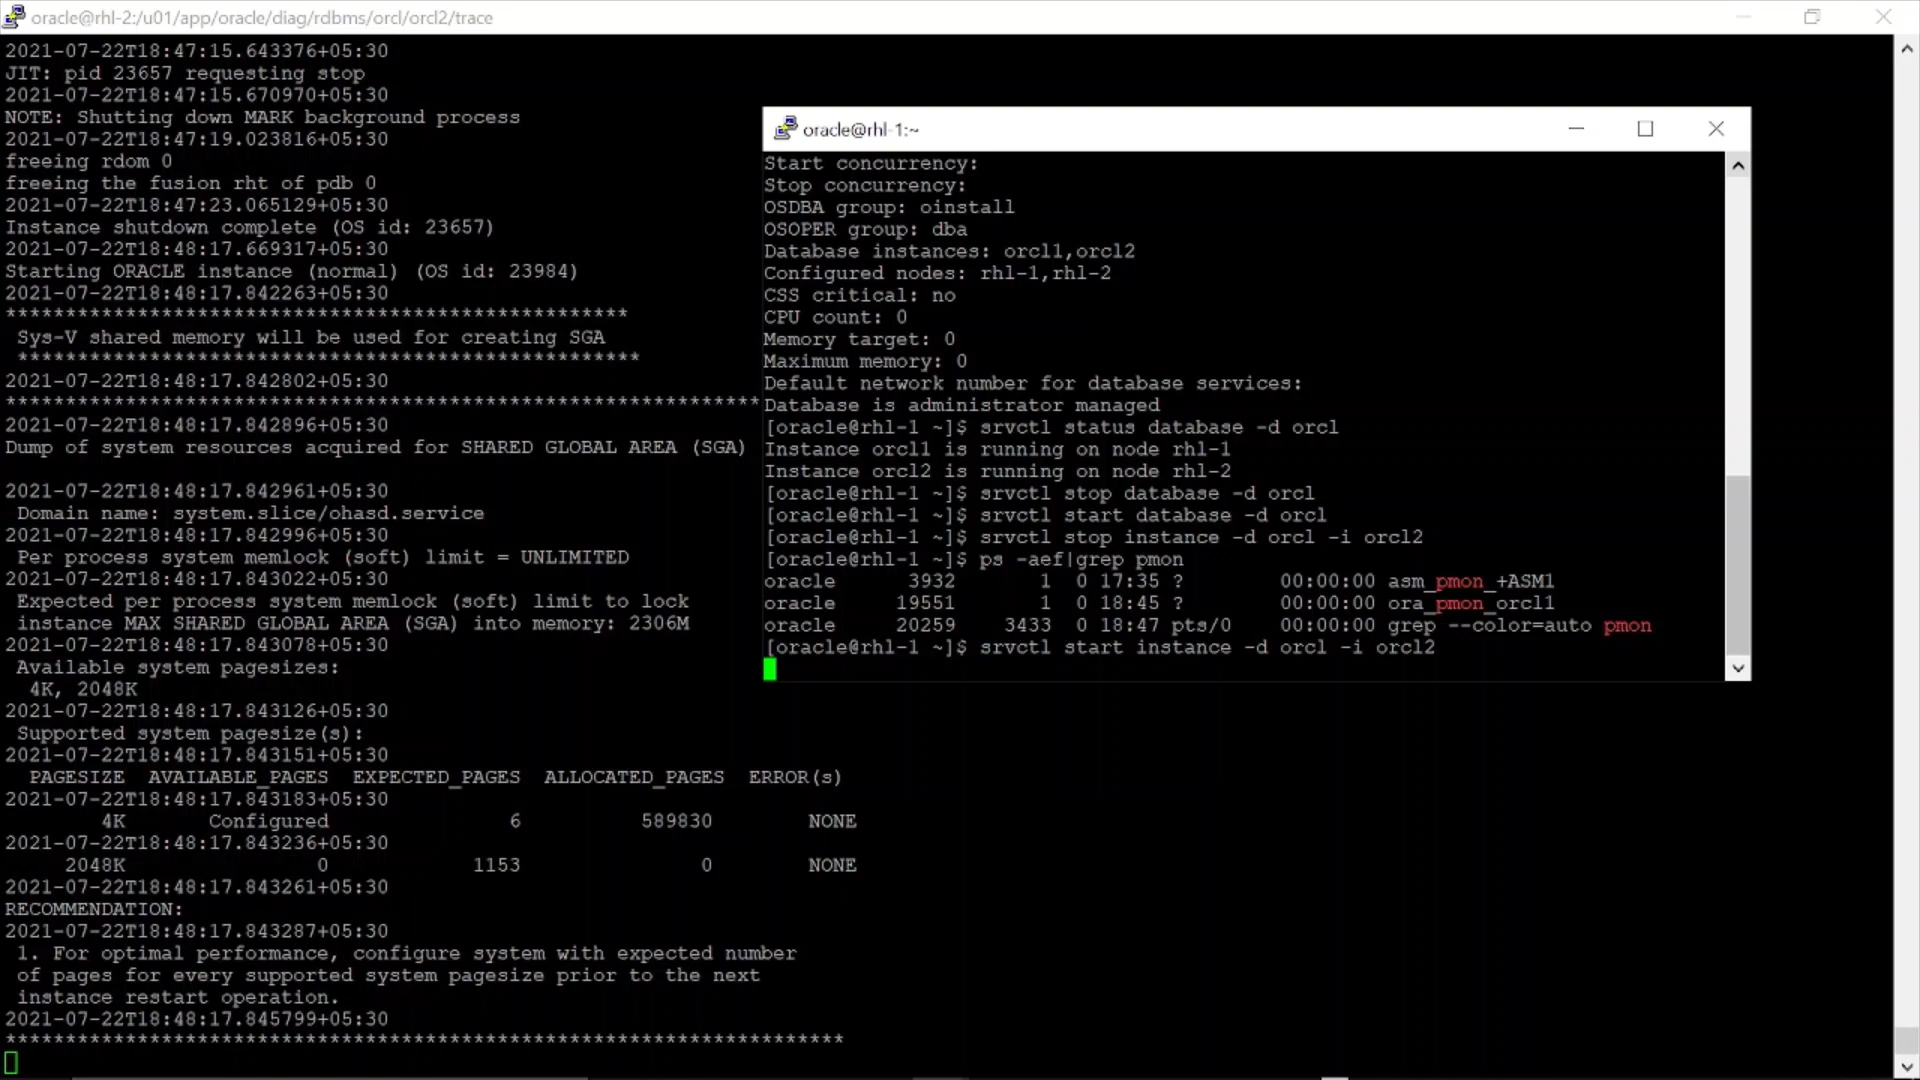 oracle@rhl-2:/u01/app/oracle/diag/rdbms/orcl/orcl2/trace
2021-07-22T18:47:15.643376+05:30
JIT: pid 23657 requesting stop
2021-07-22T18:47:15.670970+05:30
NOTE: Shutting down MARK background process
2021-07-22T18:47:19.023816+05:30
freeing rdom 0
freeing the fusion rht of pdb 0
2021-07-22T18:47:23.065129+05:30
Instance shutdown complete (OS id: 23657)
2021-07-22T18:48:17.669317+05:30
Starting ORACLE instance (normal) (OS id: 23984)
2021-07-22T18:48:17.842263+05:30
****************************************************
 Sys-V shared memory will be used for creating SGA
 ****************************************************
2021-07-22T18:48:17.842802+05:30
***************************************************************
2021-07-22T18:48:17.842896+05:30
Dump of system resources acquired for SHARED GLOBAL AREA (SGA)
2021-07-22T18:48:17.842961+05:30
 Domain name: system.slice/ohasd.service
2021-07-22T18:48:17.842996+05:30
 Per process system memlock (soft) limit = UNLIMITED
2021-07-22T18:48:17.843022+05:30
 Expected per process system memlock (soft) limit to lock
 instance MAX SHARED GLOBAL AREA (SGA) into memory: 2306M
2021-07-22T18:48:17.843078+05:30
 Available system pagesizes:
  4K, 2048K
2021-07-22T18:48:17.843126+05:30
 Supported system pagesize(s):
2021-07-22T18:48:17.843151+05:30
  PAGESIZE  AVAILABLE_PAGES  EXPECTED_PAGES  ALLOCATED_PAGES  ERROR(s)
2021-07-22T18:48:17.843183+05:30
        4K       Configured               6          589830        NONE
2021-07-22T18:48:17.843236+05:30
     2048K                0            1153               0        NONE
2021-07-22T18:48:17.843261+05:30
RECOMMENDATION:
2021-07-22T18:48:17.843287+05:30
 1. For optimal performance, configure system with expected number
 of pages for every supported system pagesize prior to the next
 instance restart operation.
2021-07-22T18:48:17.845799+05:30
**********************************************************************
oracle@rhl-1:~
Start concurrency:
Stop concurrency:
OSDBA group: oinstall
OSOPER group: dba
Database instances: orcl1,orcl2
Configured nodes: rhl-1,rhl-2
CSS critical: no
CPU count: 0
Memory target: 0
Maximum memory: 0
Default network number for database services:
Database is administrator managed
[oracle@rhl-1 ~]$ srvctl status database -d orcl
Instance orcl1 is running on node rhl-1
Instance orcl2 is running on node rhl-2
[oracle@rhl-1 ~]$ srvctl stop database -d orcl
[oracle@rhl-1 ~]$ srvctl start database -d orcl
[oracle@rhl-1 ~]$ srvctl stop instance -d orcl -i orcl2
[oracle@rhl-1 ~]$ ps -aef|grep pmon
oracle      3932      1  0 17:35 ?        00:00:00 asm_pmon_+ASM1
oracle     19551      1  0 18:45 ?        00:00:00 ora_pmon_orcl1
oracle     20259   3433  0 18:47 pts/0    00:00:00 grep --color=auto pmon
[oracle@rhl-1 ~]$ srvctl start instance -d orcl -i orcl2